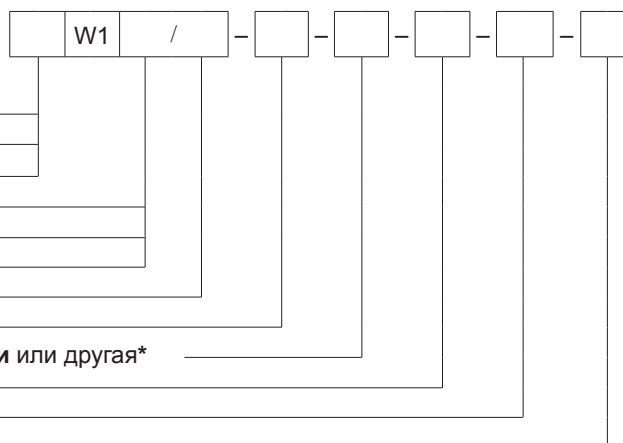 W1 / – – – – –
и или другая*